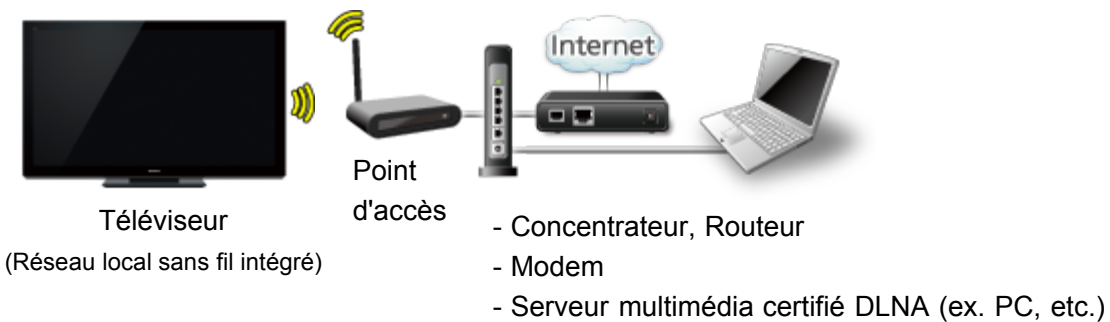 Internet
Point
d'accès
Téléviseur
(Réseau local sans fil intégré)
- Concentrateur, Routeur
- Modem
- Serveur multimédia certifié DLNA (ex. PC, etc.)